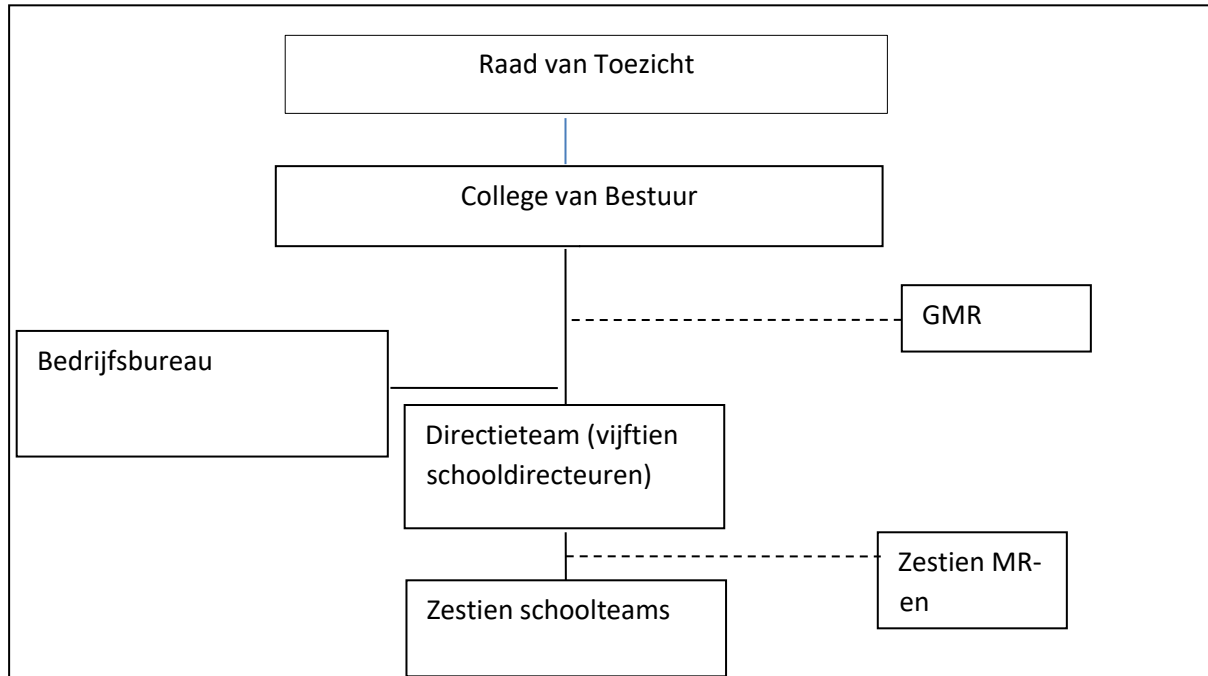 Raad van Toezicht
College van Bestuur
GMR
Bedrijfsbureau
Directieteam (vijftien
schooldirecteuren)
Zestien MR-
en
Zestien schoolteams